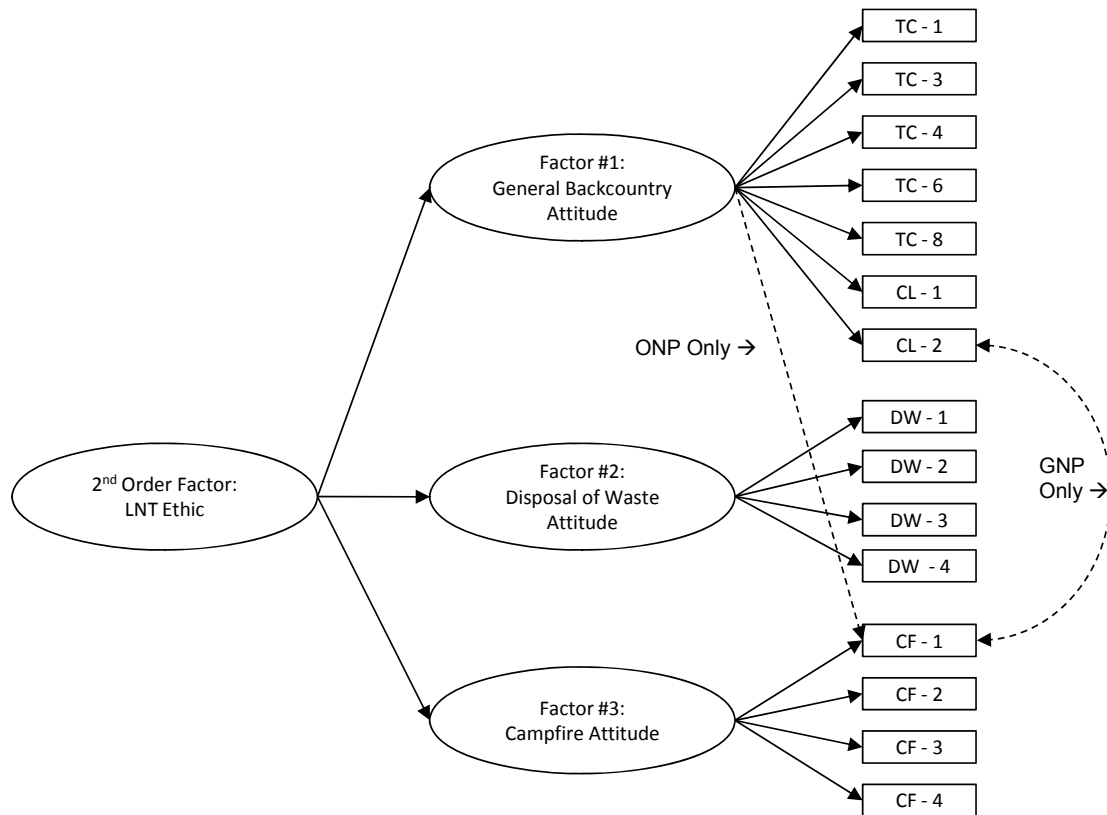 TC - 1
TC - 3
TC - 4
TC - 6
TC - 8
CL - 1
CL - 2
Factor #1:
General Backcountry
Attitude
ONP Only →
DW - 1
DW - 2
DW - 3
DW - 4
Factor #2:
Disposal of Waste
Attitude
2nd Order Factor:
LNT Ethic
GNP
Only →
CF - 1
CF - 2
CF - 3
CF - 4
Factor #3:
Campfire Attitude